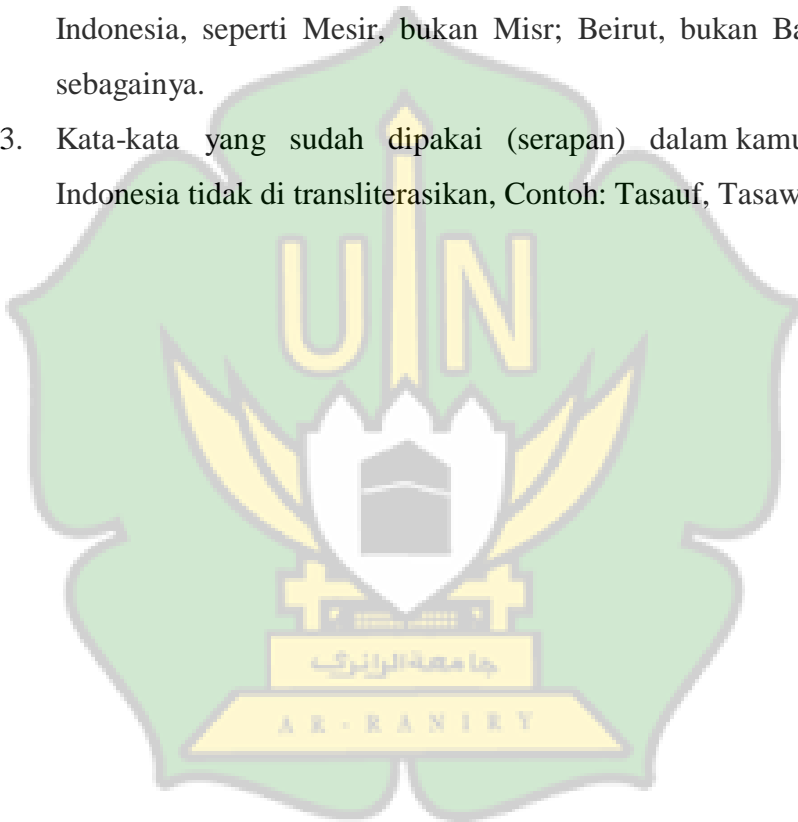 Indonesia, seperti Mesir, bukan Misr; Beirut, bukan Ba
sebagainya.
3. Kata-kata yang sudah dipakai (serapan) dalam kamu
Indonesia tidak di transliterasikan, Contoh: Tasauf, Tasaw
UIN
جامعة الرانري
AR-RANIRY